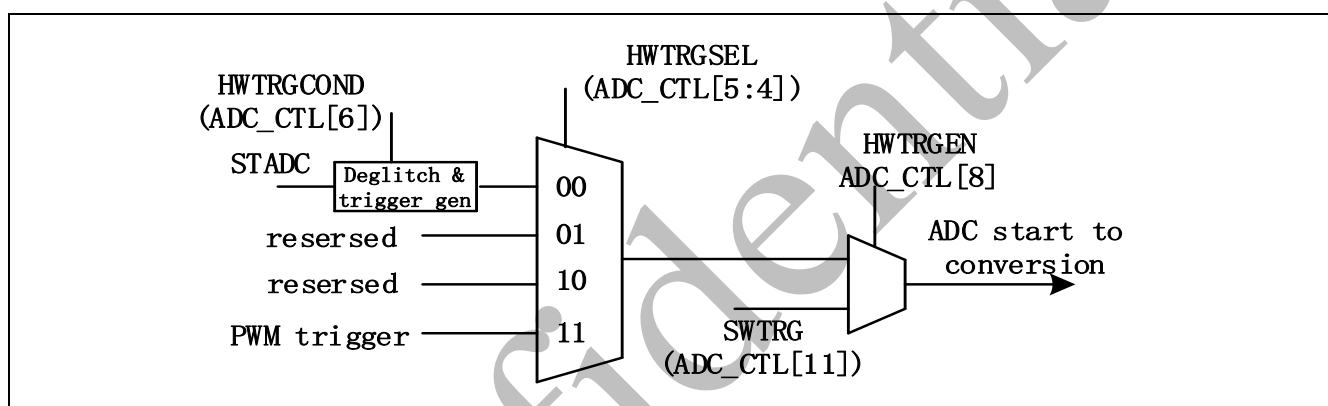 HWTRGSEL
(ADC_CTL[5:4])
HWTRGCOND
(ADC_CTL[6])
STADC
Deglitch &
trigger gen
00
HWTRGEN
ADC_CTL[8]
resersed
01
ADC start to
conversion
resersed
10
PWM trigger
11
SWTRG
(ADC_CTL[11])